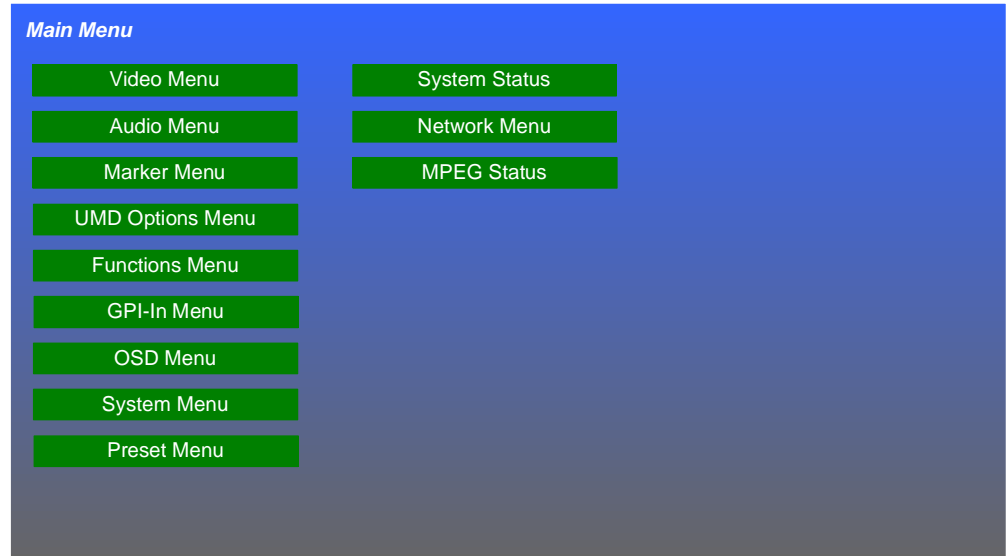 Main Menu
Video Menu
Audio Menu
Marker Menu
UMD Options Menu
Functions Menu
GPI-In Menu
OSD Menu
System Menu
Preset Menu
System Status
Network Menu
MPEG Status